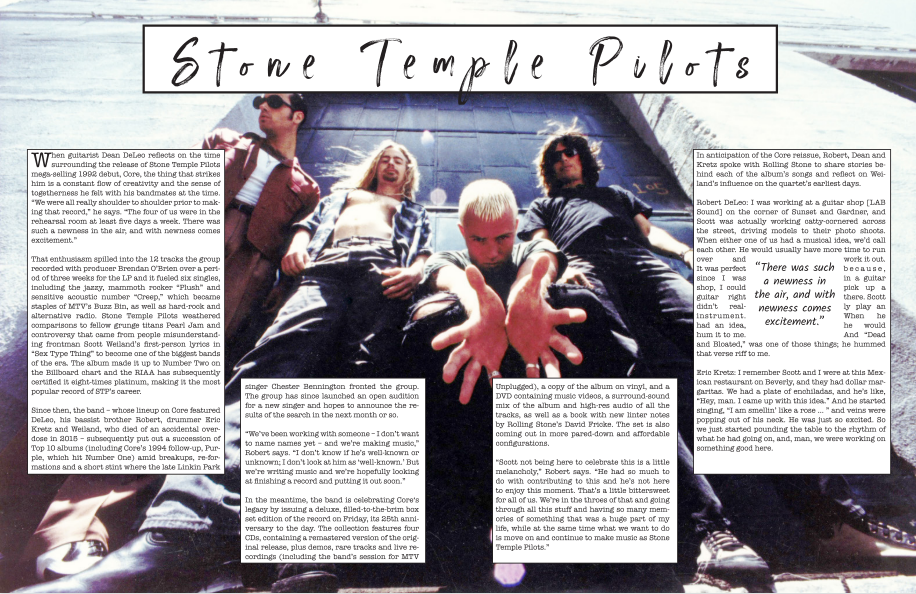 Stone Temple Pilots
When guitarist Dean DeLeo reflects on the time
surrounding the release of Stone Temple Pilots
mega-selling 1992 debut, Core, the thing that strikes
him is a constant flow of creativity and the sense of
togetherness he felt with his bandmates at the time.
“We were all really shoulder to shoulder prior to mak-
ing that record,” he says. “The four of us were in the
rehearsal room at least five days a week. There was
such a newness in the air, and with newness comes
excitement.”
That enthusiasm spilled into the 12 tracks the group
recorded with producer Brendan O'Brien over a peri-
od of three weeks for the LP and it fueled six singles,
including the jazzy, mammoth rocker “Plush” and
sensitive acoustic number “Creep,” which became
staples of MTV's Buzz Bin, as well as hard-rock and
alternative radio. Stone Temple Pilots weathered
comparisons to fellow grunge titans Pearl Jam and
controversy that came from people misunderstand-
ing frontman Scott Weiland's first-person lyrics in
“Sex Type Thing” to become one of the biggest bands
of the era. The album made it up to Number Two on
the Billboard chart and the RIAA has subsequently
certified it eight-times platinum, making it the most
popular record of STP's career.
Since then, the band – whose lineup on Core featured
DeLeo, his bassist brother Robert, drummer Eric
Kretz and Weiland, who died of an accidental over-
dose in 2015 – subsequently put out a succession of
Top 10 albums (including Core's 1994 follow-up, Pur-
ple, which hit Number One) amid breakups, re-for-
mations and a short stint where the late Linkin Park
singer Chester Bennington fronted the group.
The group has since launched an open audition
for a new singer and hopes to announce the re-
sults of the search in the next month or so.
“We've been working with someone – I don't want
to name names yet – and we're making music,”
Robert says. “I don't know if he's well-known or
unknown; I don't look at him as ‘well-known.’ But
we're writing music and we're hopefully looking
at finishing a record and putting it out soon.”
In the meantime, the band is celebrating Core's
legacy by issuing a deluxe, filled-to-the-brim box
set edition of the record on Friday, its 25th anni-
versary to the day. The collection features four
CDs, containing a remastered version of the orig-
inal release, plus demos, rare tracks and live re-
cordings (including the band's session for MTV
Unplugged), a copy of the album on vinyl, and a
DVD containing music videos, a surround-sound
mix of the album and high-res audio of all the
tracks, as well as a book with new linter notes
by Rolling Stone's David Fricke. The set is also
coming out in more pared-down and affordable
configurations.
“Scott not being here to celebrate this is a little
melancholy,” Robert says. “He had so much to
do with contributing to this and he's not here
to enjoy this moment. That's a little bittersweet
for all of us. We're in the throes of that and going
through all this stuff and having so many mem-
ories of something that was a huge part of my
life, while at the same time what we want to do
is move on and continue to make music as Stone
Temple Pilots.”
In anticipation of the Core reissue, Robert, Dean and
Kretz spoke with Rolling Stone to share stories be-
hind each of the album's songs and reflect on Wei-
land's influence on the quartet's earliest days.
Robert DeLeo: I was working at a guitar shop [LAB
Sound] on the corner of Sunset and Gardner, and
Scott was actually working catty-cornered across
the street, driving models to their photo shoots.
When either one of us had a musical idea, we'd call
each other. He would usually have more time to run
over and work it out.
It was perfect because,
since I was in a guitar
shop, I could pick up a
guitar right there. Scott
didn't real- ly play an
instrument. When he
had an idea, he would
hum it to me. And “Dead
and Bloated,” was one of those things; he hummed
that verse riff to me.
“There was such
a newness in
the air, and with
newness comes
excitement.”
Eric Kretz: I remember Scott and I were at this Mex-
ican restaurant on Beverly, and they had dollar mar-
garitas. We had a plate of enchiladas, and he's like,
“Hey, man. I came up with this idea.” And he started
singing, “I am smellin' like a rose ... ” and veins were
popping out of his neck. He was just so excited. So
we just started pounding the table to the rhythm of
what he had going on, and, man, we were working on
something good here.